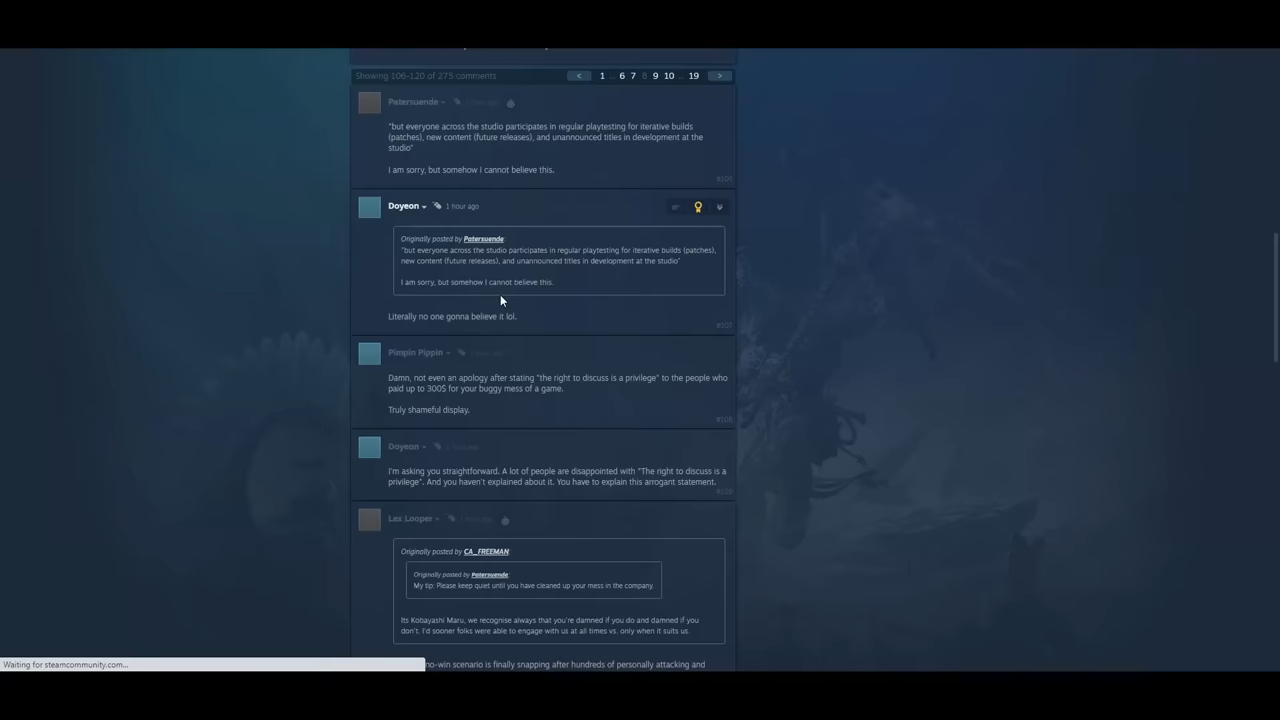 Showing 106-120 of 275 comments
< 1 ... 6 7 8 9 10 ... 19 >
Patersuende
"but everyone across the studio participates in regular playtesting for iterative builds
(patches), new content (future releases), and unannounced titles in development at the
studio"
I am sorry, but somehow I cannot believe this.
#106
Doyeon 1 hour ago
Originally posted by Patersuende:
"but everyone across the studio participates in regular playtesting for iterative builds (patches),
new content (future releases), and unannounced titles in development at the studio"
I am sorry, but somehow I cannot believe this.
Literally no one gonna believe it lol.
#107
Pimpin Pippin
Damn, not even an apology after stating "the right to discuss is a privilege" to the people who
paid up to 300$ for your buggy mess of a game.
Truly shameful display.
#108
Doyeon
I'm asking you straightforward. A lot of people are disappointed with "The right to discuss is a
privilege". And you haven't explained about it. You have to explain this arrogant statement.
#109
Lex Looper 1 hour ago
Originally posted by CA_FREEMAN:
Originally posted by Patersuende:
My tip: Please keep quiet until you have cleaned up your mess in the company.
Its Kobayashi Maru, we recognise always that you're damned if you do and damned if you
don't. I'd sooner folks were able to engage with us at all times vs. only when it suits us.
no-win scenario is finally snapping after hundreds of personally attacking and
Waiting for steamcommunity.com...